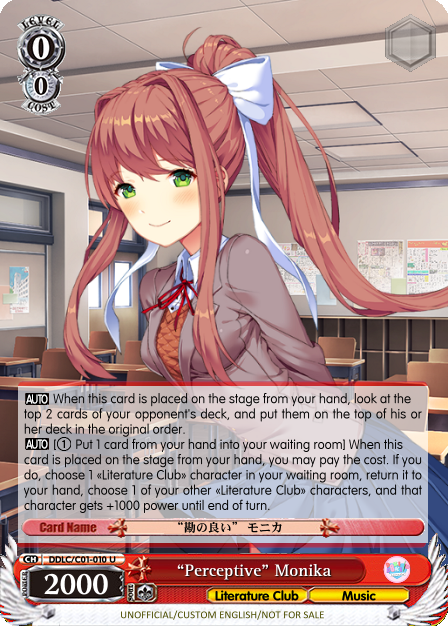 LEVEL
0
0
COST
AUTO When this card is placed on the stage from your hand, look at the
top 2 cards of your opponent's deck, and put them on the top of his or
her deck in the original order.
AUTO [① Put 1 card from your hand into your waiting room] When this
card is placed on the stage from your hand, you may pay the cost. If you
do, choose 1 «Literature Club» character in your waiting room, return it to
your hand, choose 1 of your other «Literature Club» characters, and that
character gets +1000 power until end of turn.
Card Name “勘の良い” モニカ
CH DDLC/C01-010 U
POWER 2000 SOUL “Perceptive” Monika
Literature Club Music
UNOFFICIAL/CUSTOM ENGLISH/NOT FOR SALE